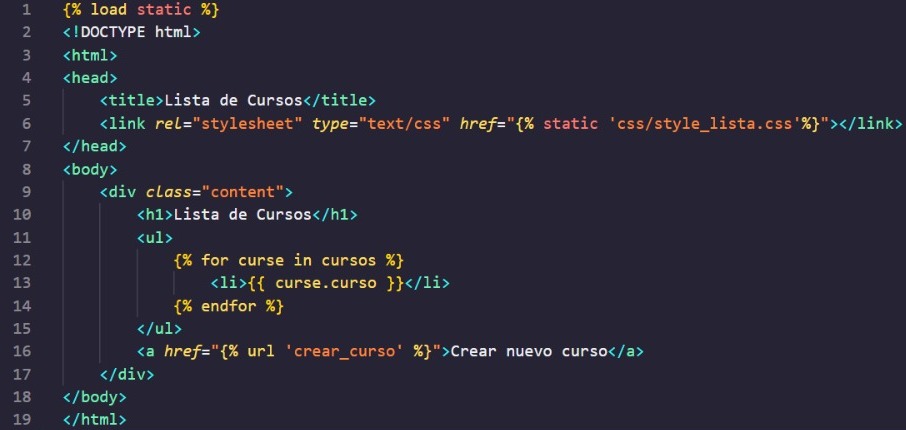 1 {% load static %}
2 <!DOCTYPE html>
3 <html>
4 <head>
5 <title>Lista de Cursos</title>
6 <link rel="stylesheet" type="text/css" href="{% static 'css/style_lista.css'%}"></link>
7 </head>
8 <body>
9 <div class="content">
10 <h1>Lista de Cursos</h1>
11 <ul>
12 {% for curse in cursos %}
13 <li>{{ curse.curso }}</li>
14 {% endfor %}
15 </ul>
16 <a href="{% url 'crear_curso' %}">Crear nuevo curso</a>
17 </div>
18 </body>
19 </html>